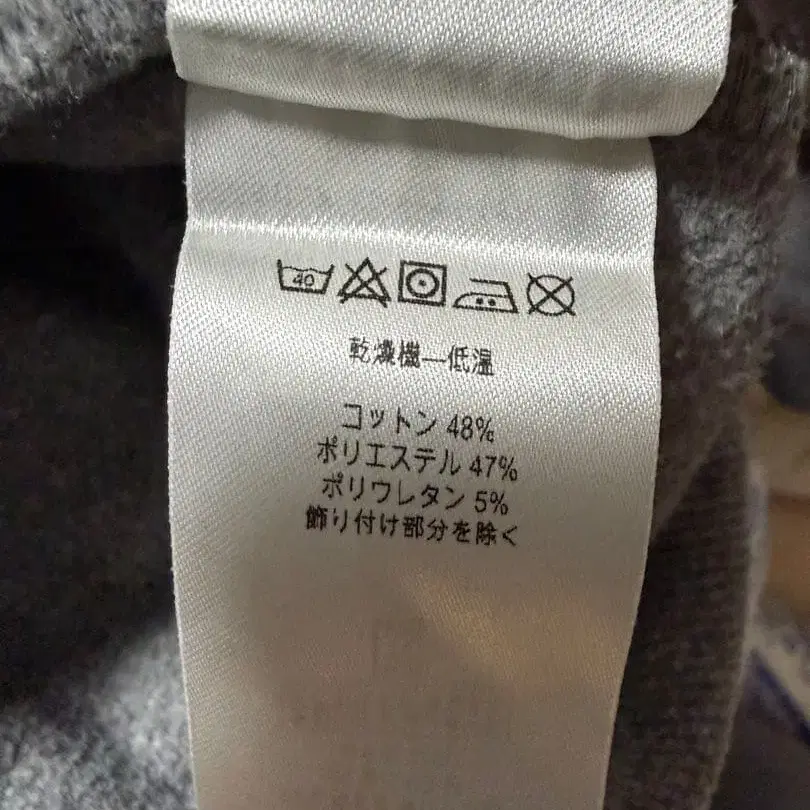 40
乾燥機—低温
コットン 48%
ポリエステル 47%
ポリウレタン 5%
飾り付け部分を除く